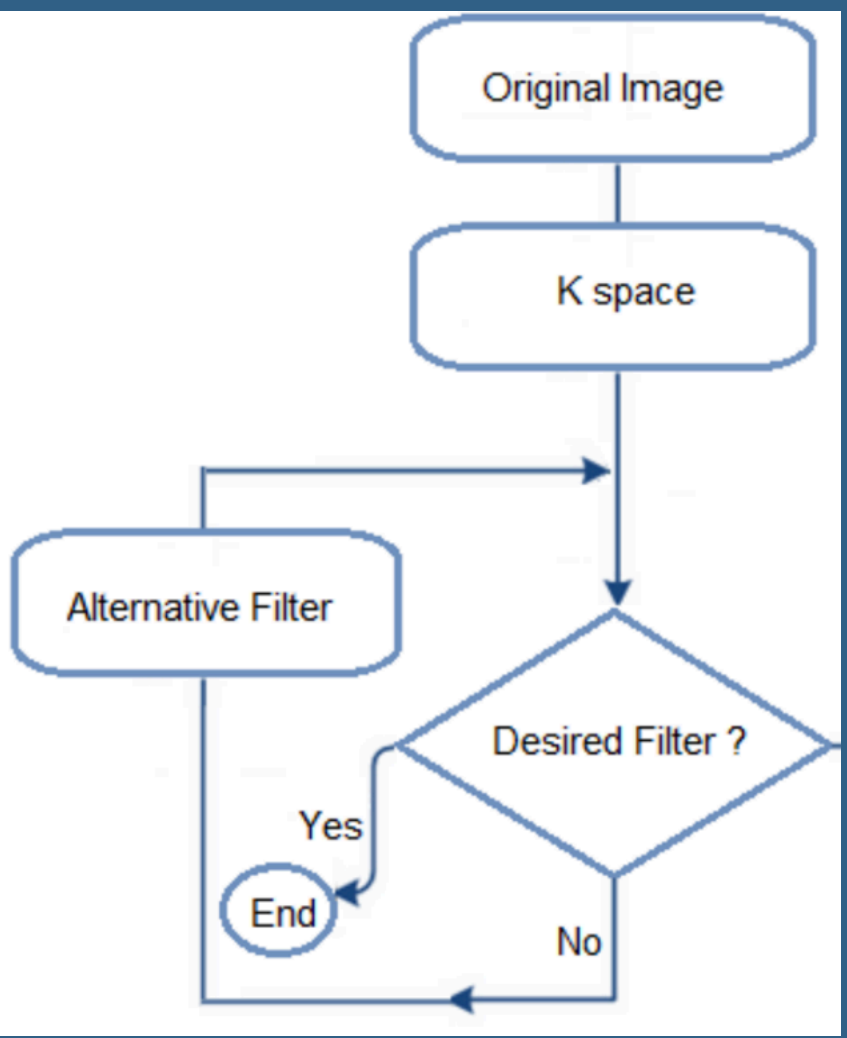 Original Image
K space
Alternative Filter
Desired Filter ?
Yes
End
No